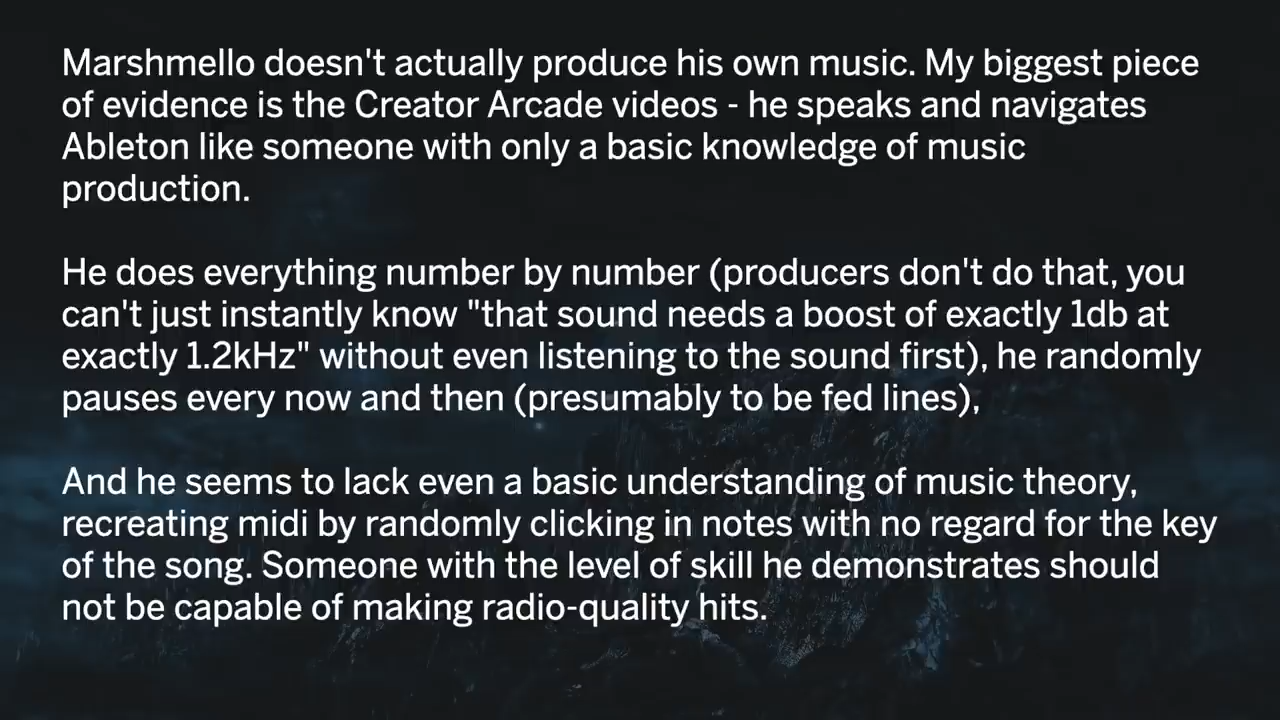 Marshmello doesn't actually produce his own music. My biggest piece
of evidence is the Creator Arcade videos - he speaks and navigates
Ableton like someone with only a basic knowledge of music
production.
He does everything number by number (producers don't do that, you
can't just instantly know "that sound needs a boost of exactly 1db at
exactly 1.2kHz" without even listening to the sound first), he randomly
pauses every now and then (presumably to be fed lines),
And he seems to lack even a basic understanding of music theory,
recreating midi by randomly clicking in notes with no regard for the key
of the song. Someone with the level of skill he demonstrates should
not be capable of making radio-quality hits.